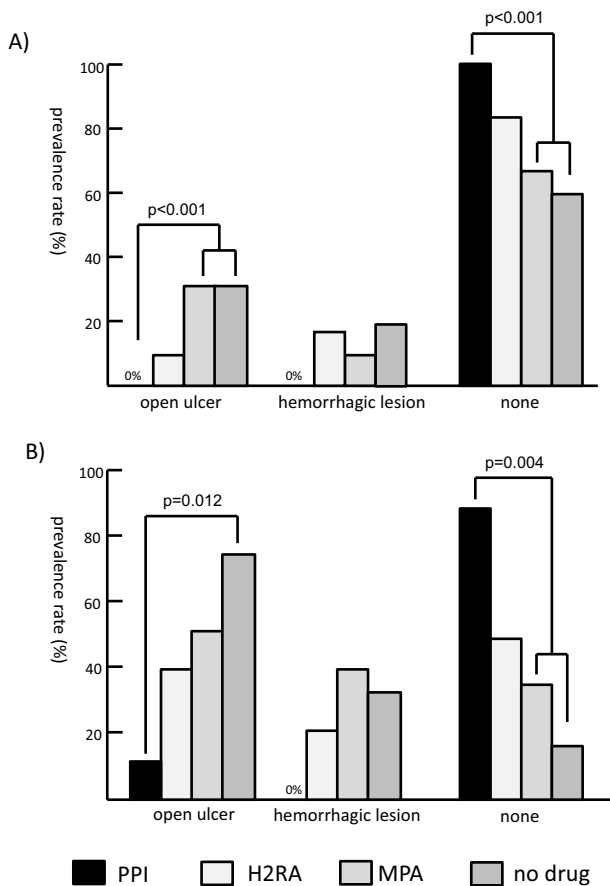 A)
p<0.001
prevalence rate (%)
100
80
60
40
20
p<0.001
0%
0%
open ulcer hemorrhagic lesion none
B)
p=0.004
prevalence rate (%)
100
80
60
40
20
p=0.012
0%
open ulcer hemorrhagic lesion none
PPI H2RA MPA no drug